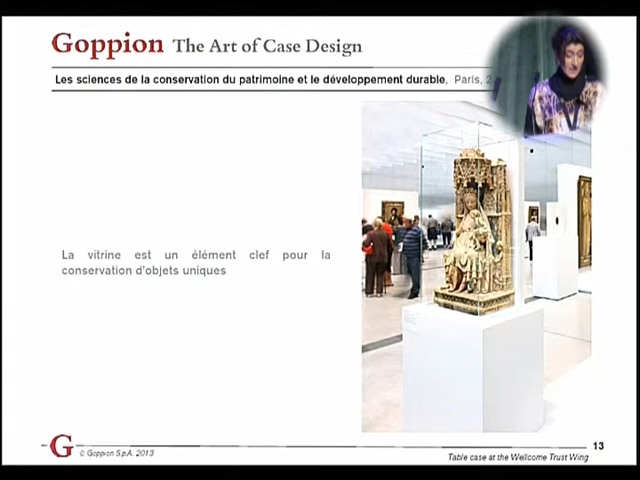 Goppion The Art of Case Design
Les sciences de la conservation du patrimoine et le développement durable, Paris, 2
La vitrine est un élément clef pour la
conservation d'objets uniques
G © Goppion S.p.A. 2013
13
Table case at the Wellcome Trust Wing